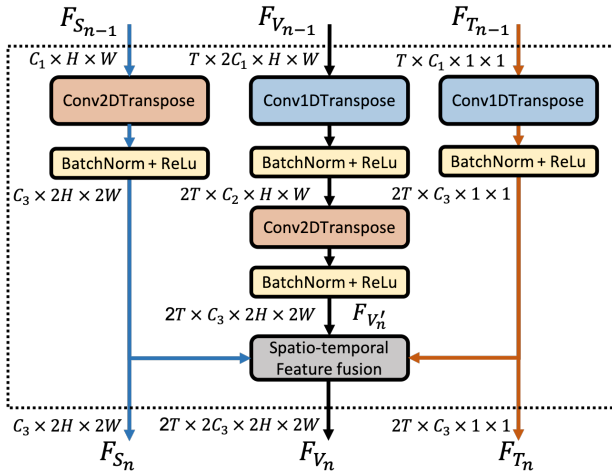 F_{S_{n-1}} F_{V_{n-1}} F_{T_{n-1}}
C_1 × H × W T × 2C_1 × H × W T × C_1 × 1 × 1
Conv2DTranspose Conv1DTranspose Conv1DTranspose
BatchNorm + ReLu BatchNorm + ReLu BatchNorm + ReLu
C_3 × 2H × 2W 2T × C_2 × H × W 2T × C_3 × 1 × 1
Conv2DTranspose
BatchNorm + ReLu
2T × C_3 × 2H × 2W F_{V_n'}
Spatio-temporal
Feature fusion
C_3 × 2H × 2W 2T × 2C_3 × 2H × 2W 2T × C_3 × 1 × 1
F_{S_n} F_{V_n} F_{T_n}